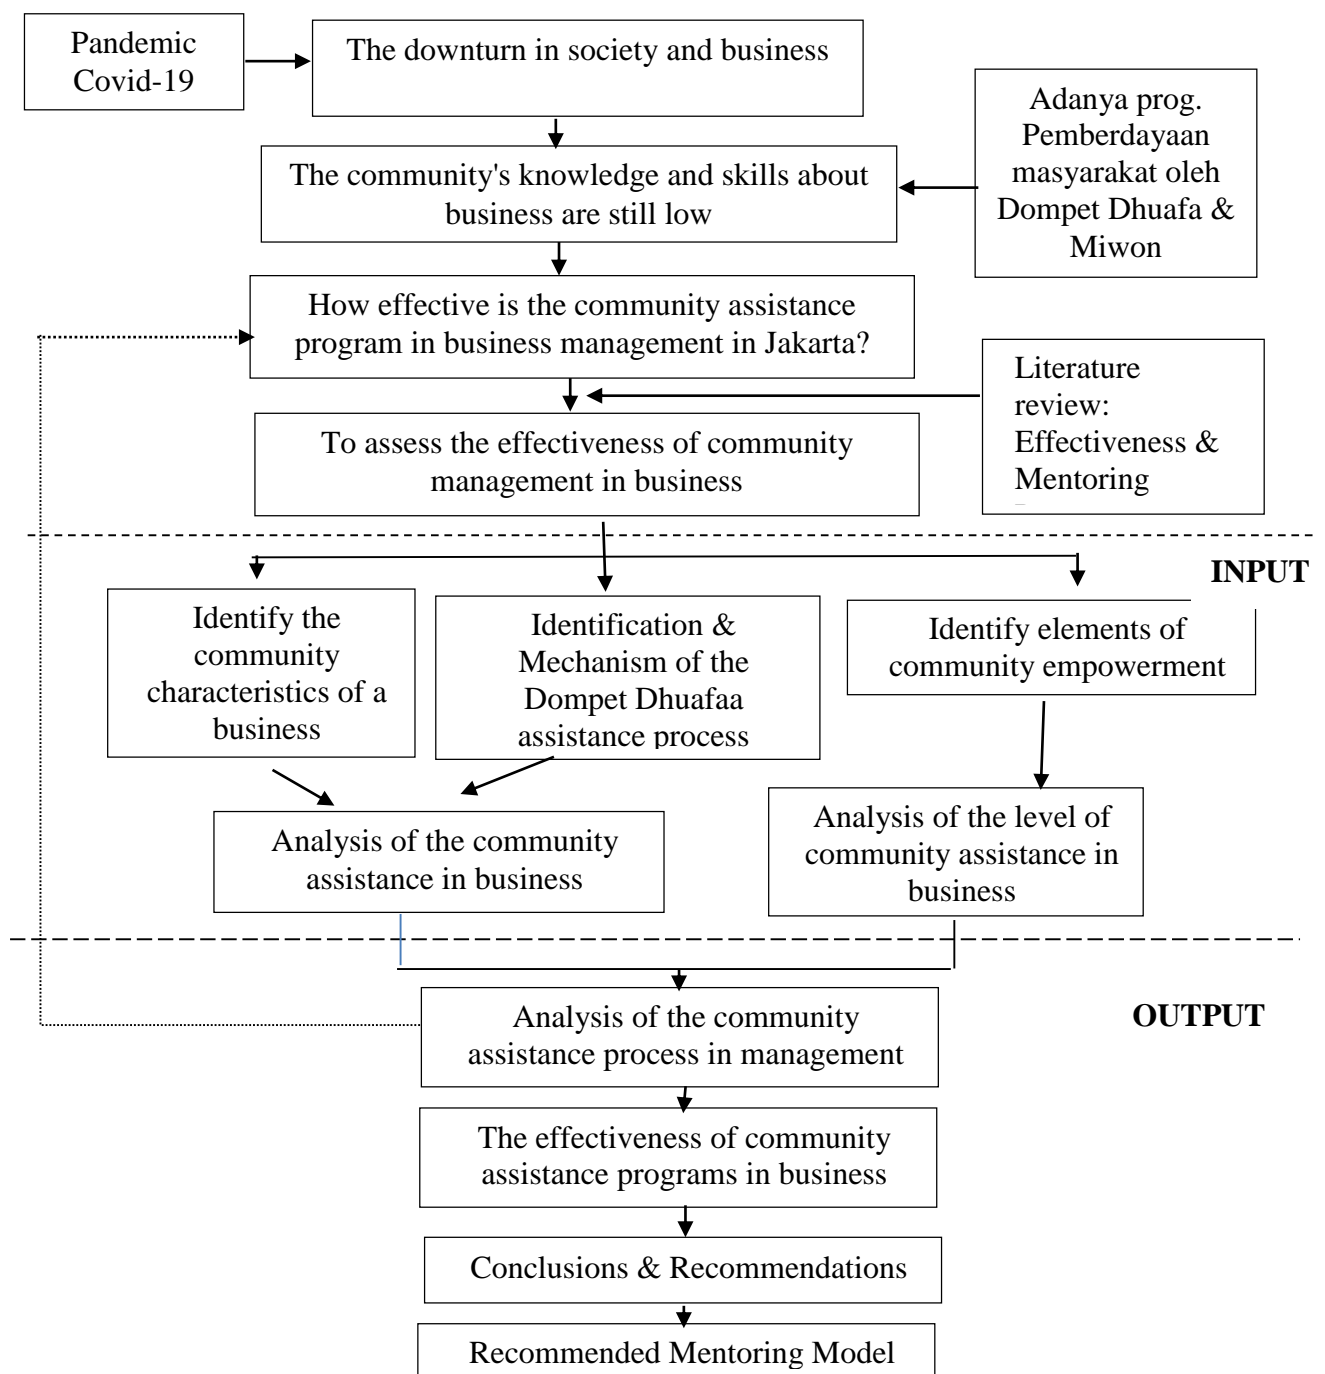 Pandemic
Covid-19
The downturn in society and business
Adanya prog.
Pemberdayaan
masyarakat oleh
Dompet Dhuafa &
Miwon
The community's knowledge and skills about
business are still low
How effective is the community assistance
program in business management in Jakarta?
Literature
review:
Effectiveness &
Mentoring
To assess the effectiveness of community
management in business
INPUT
Identify the
community
characteristics of a
business
Identification &
Mechanism of the
Dompet Dhuafaa
assistance process
Identify elements of
community empowerment
Analysis of the community
assistance in business
Analysis of the level of
community assistance in
business
OUTPUT
Analysis of the community
assistance process in management
The effectiveness of community
assistance programs in business
Conclusions & Recommendations
Recommended Mentoring Model